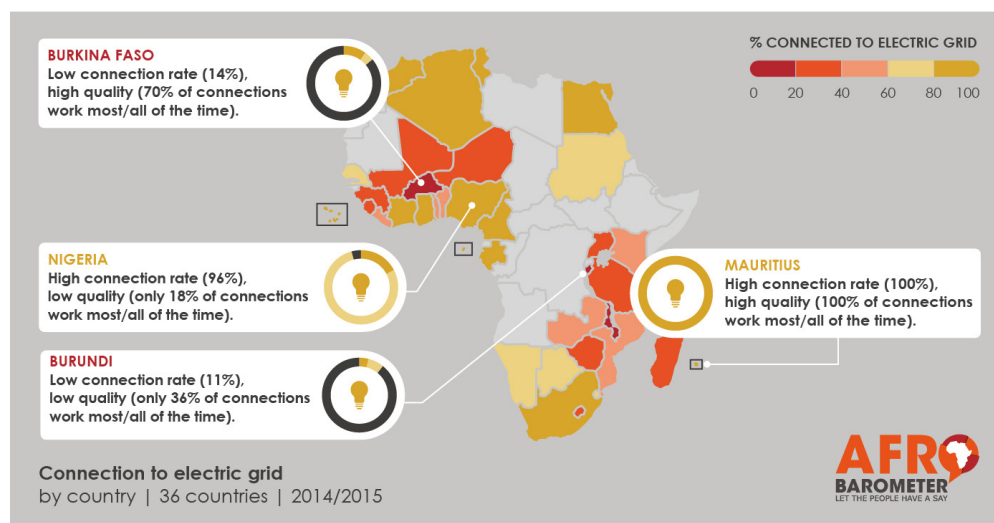 BURKINA FASO
Low connection rate (14%),
high quality (70% of connections
work most/all of the time).
% CONNECTED TO ELECTRIC GRID
0 20 40 60 80 100
NIGERIA
High connection rate (96%),
low quality (only 18% of connections
work most/all of the time).
MAURITIUS
High connection rate (100%),
high quality (100% of connections
work most/all of the time).
BURUNDI
Low connection rate (11%),
low quality (only 36% of connections
work most/all of the time).
Connection to electric grid
by country | 36 countries | 2014/2015
AFRO
BAROMETER
LET THE PEOPLE HAVE A SAY